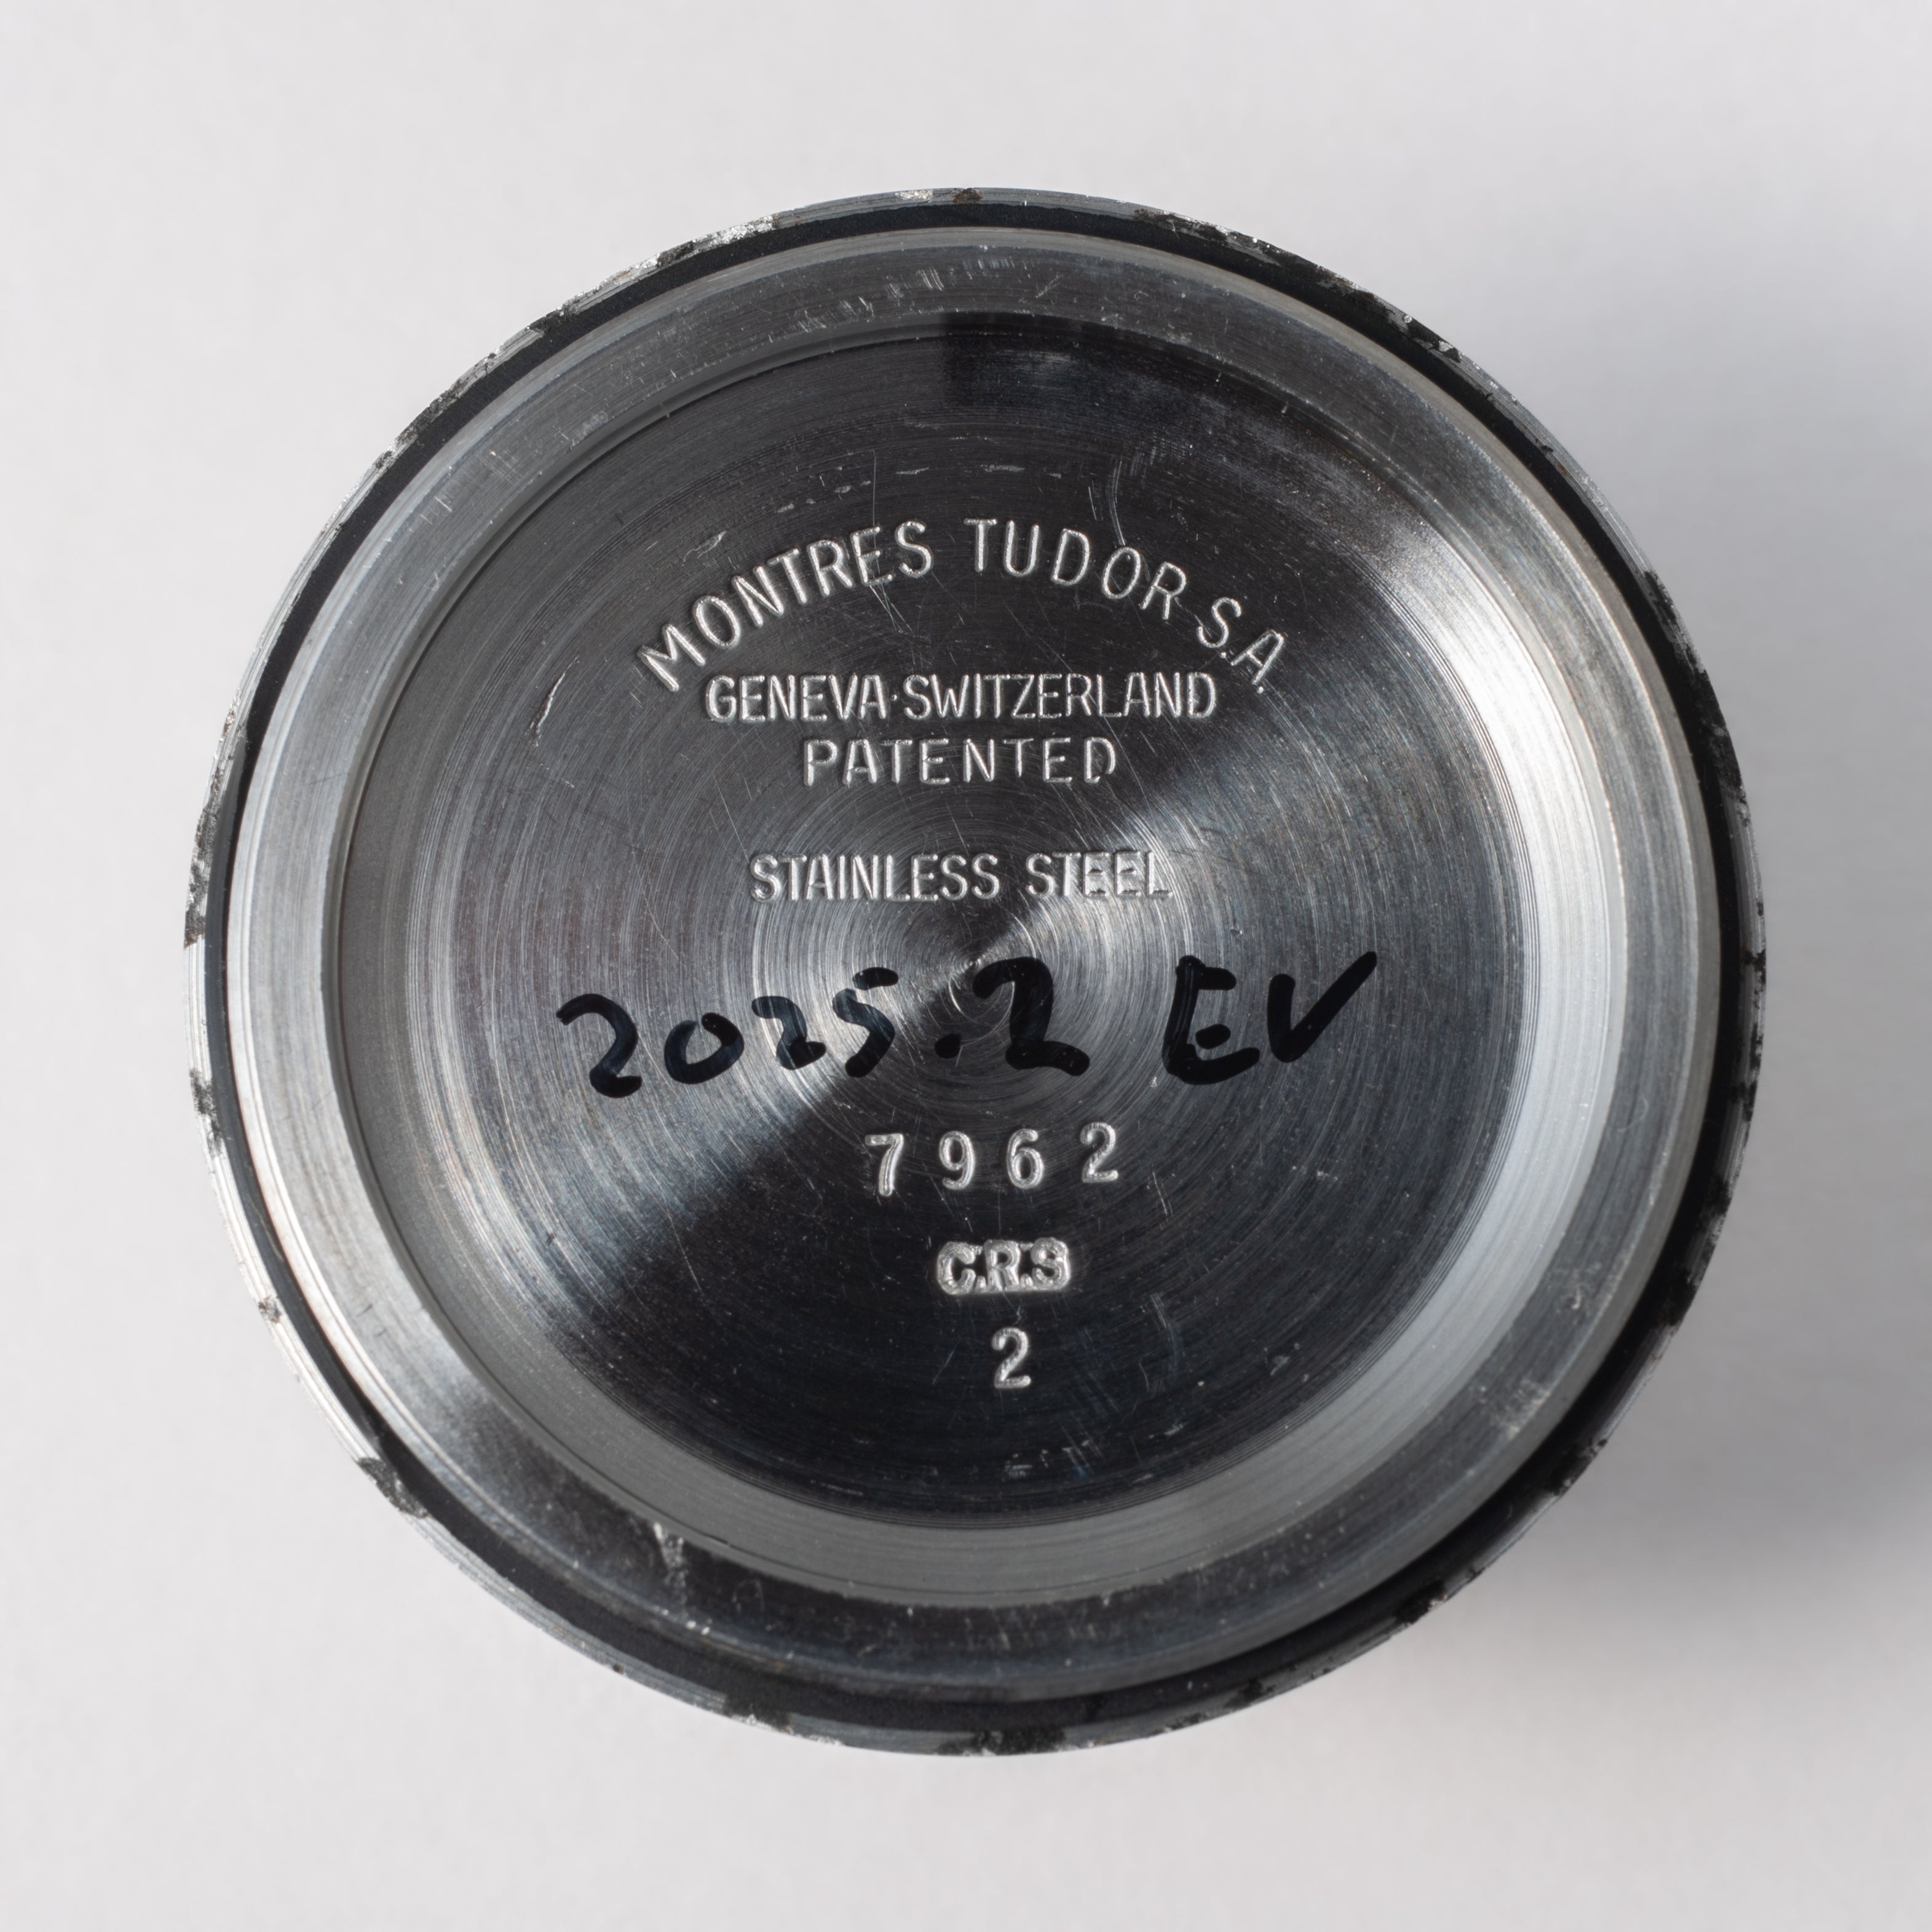 MONTRES TUDOR S.A.
GENEVA·SWITZERLAND
PATENTED
STAINLESS STEEL
2025.2 EV
7962
C.R.S
2